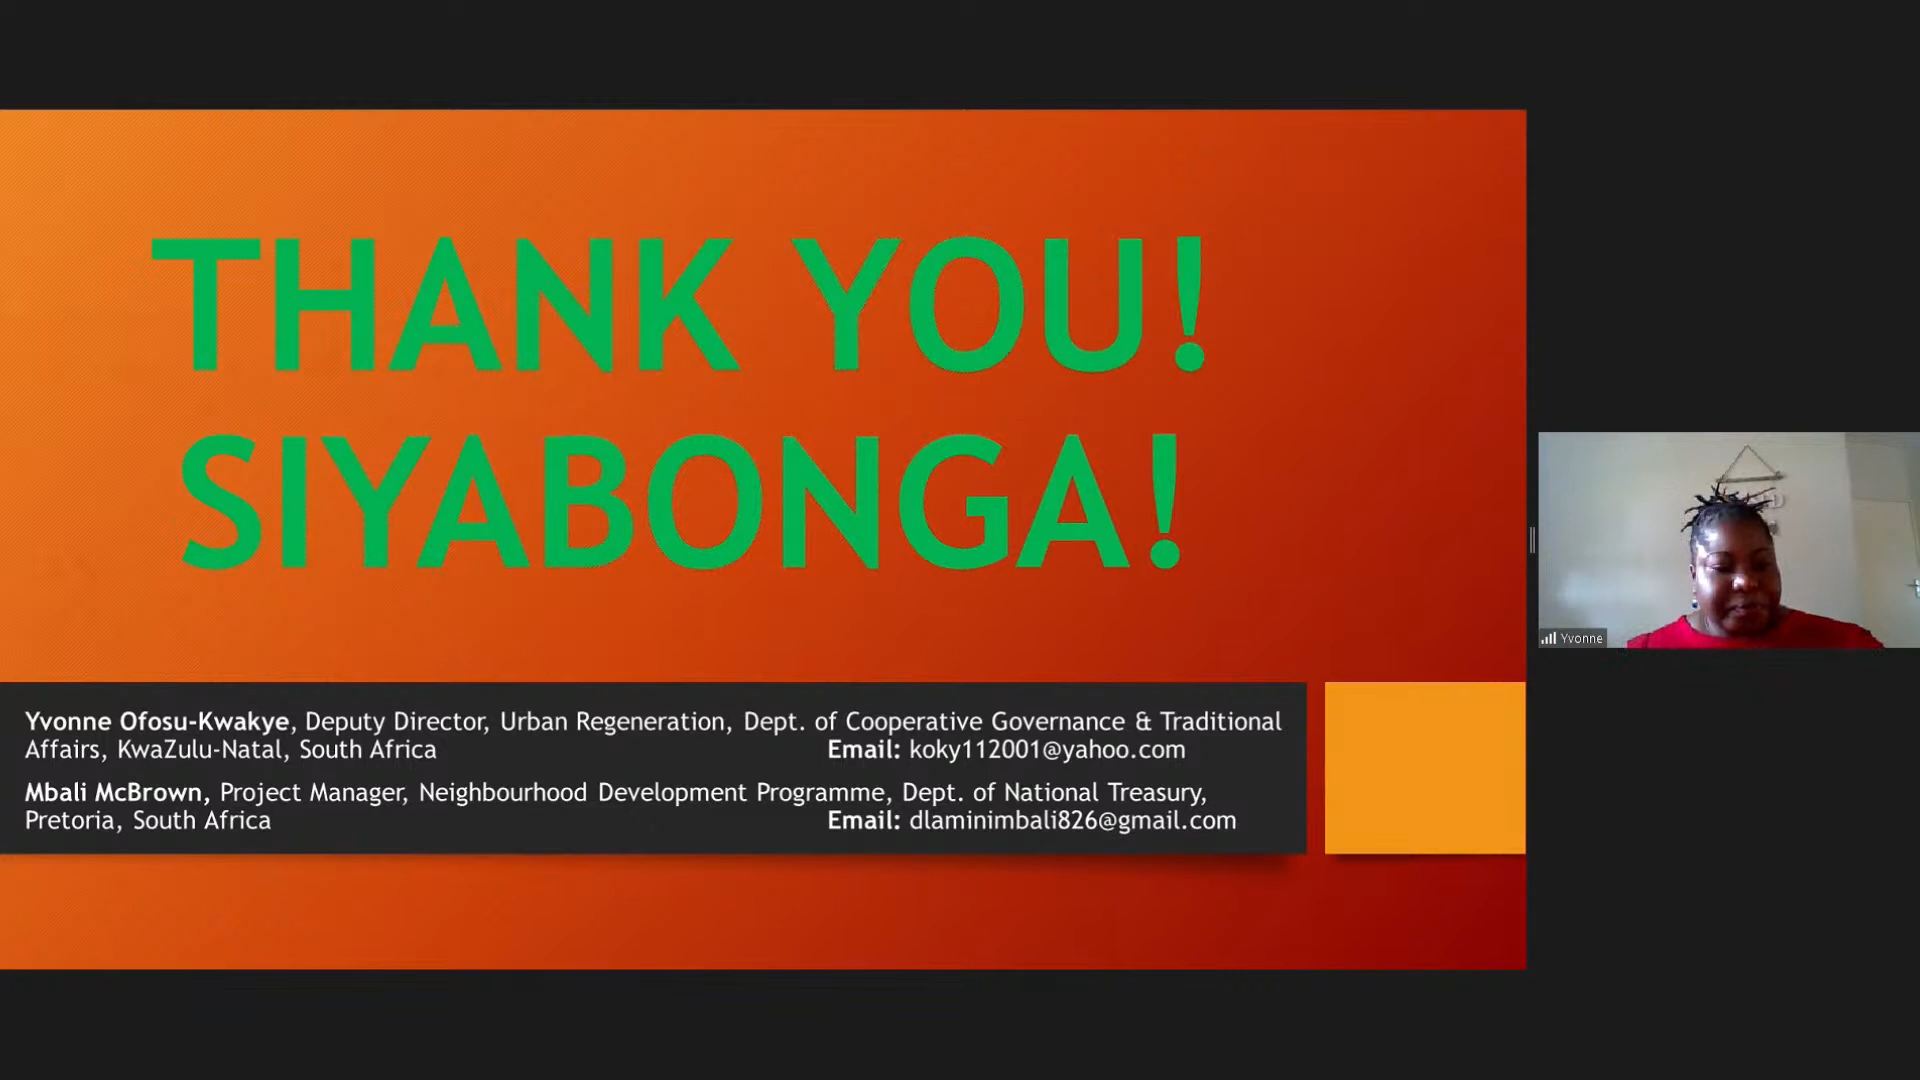 THANK YOU!
SIYABONGA!
Yvonne Ofosu-Kwakye, Deputy Director, Urban Regeneration, Dept. of Cooperative Governance & Traditional
Affairs, KwaZulu-Natal, South Africa Email: koky112001@yahoo.com
Mbali McBrown, Project Manager, Neighbourhood Development Programme, Dept. of National Treasury,
Pretoria, South Africa Email: dlaminimbali826@gmail.com
Yvonne